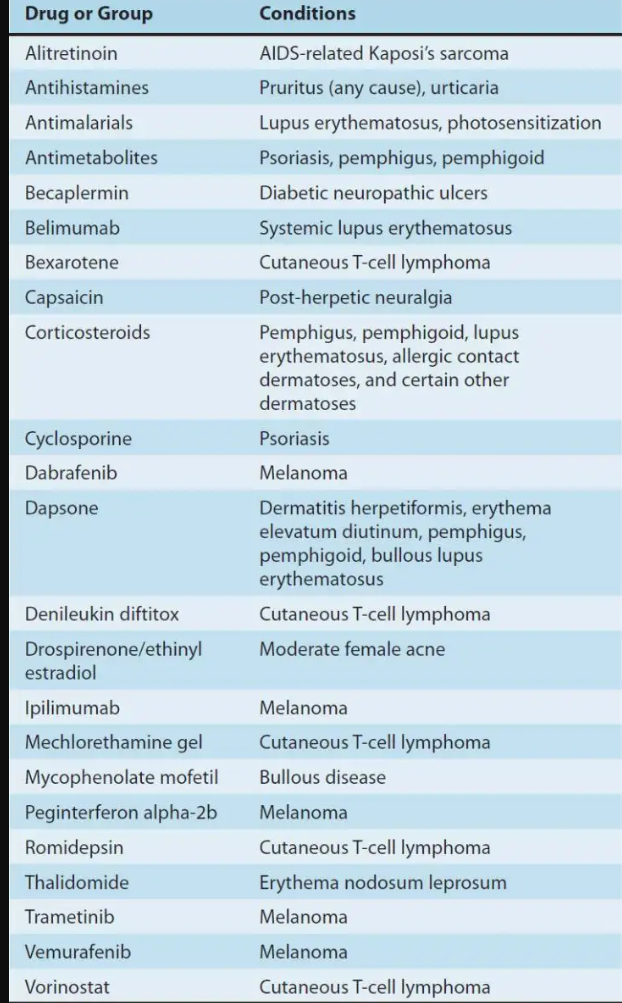 Drug or Group Conditions
Alitretinoin AIDS-related Kaposi's sarcoma
Antihistamines Pruritus (any cause), urticaria
Antimalarials Lupus erythematosus, photosensitization
Antimetabolites Psoriasis, pemphigus, pemphigoid
Becaplermin Diabetic neuropathic ulcers
Belimumab Systemic lupus erythematosus
Bexarotene Cutaneous T-cell lymphoma
Capsaicin Post-herpetic neuralgia
Corticosteroids Pemphigus, pemphigoid, lupus
erythematosus, allergic contact
dermatoses, and certain other
dermatoses
Cyclosporine Psoriasis
Dabrafenib Melanoma
Dapsone Dermatitis herpetiformis, erythema
elevatum diutinum, pemphigus,
pemphigoid, bullous lupus
erythematosus
Denileukin diftitox Cutaneous T-cell lymphoma
Drospirenone/ethinyl Moderate female acne
estradiol
Ipilimumab Melanoma
Mechlorethamine gel Cutaneous T-cell lymphoma
Mycophenolate mofetil Bullous disease
Peginterferon alpha-2b Melanoma
Romidepsin Cutaneous T-cell lymphoma
Thalidomide Erythema nodosum leprosum
Trametinib Melanoma
Vemurafenib Melanoma
Vorinostat Cutaneous T-cell lymphoma